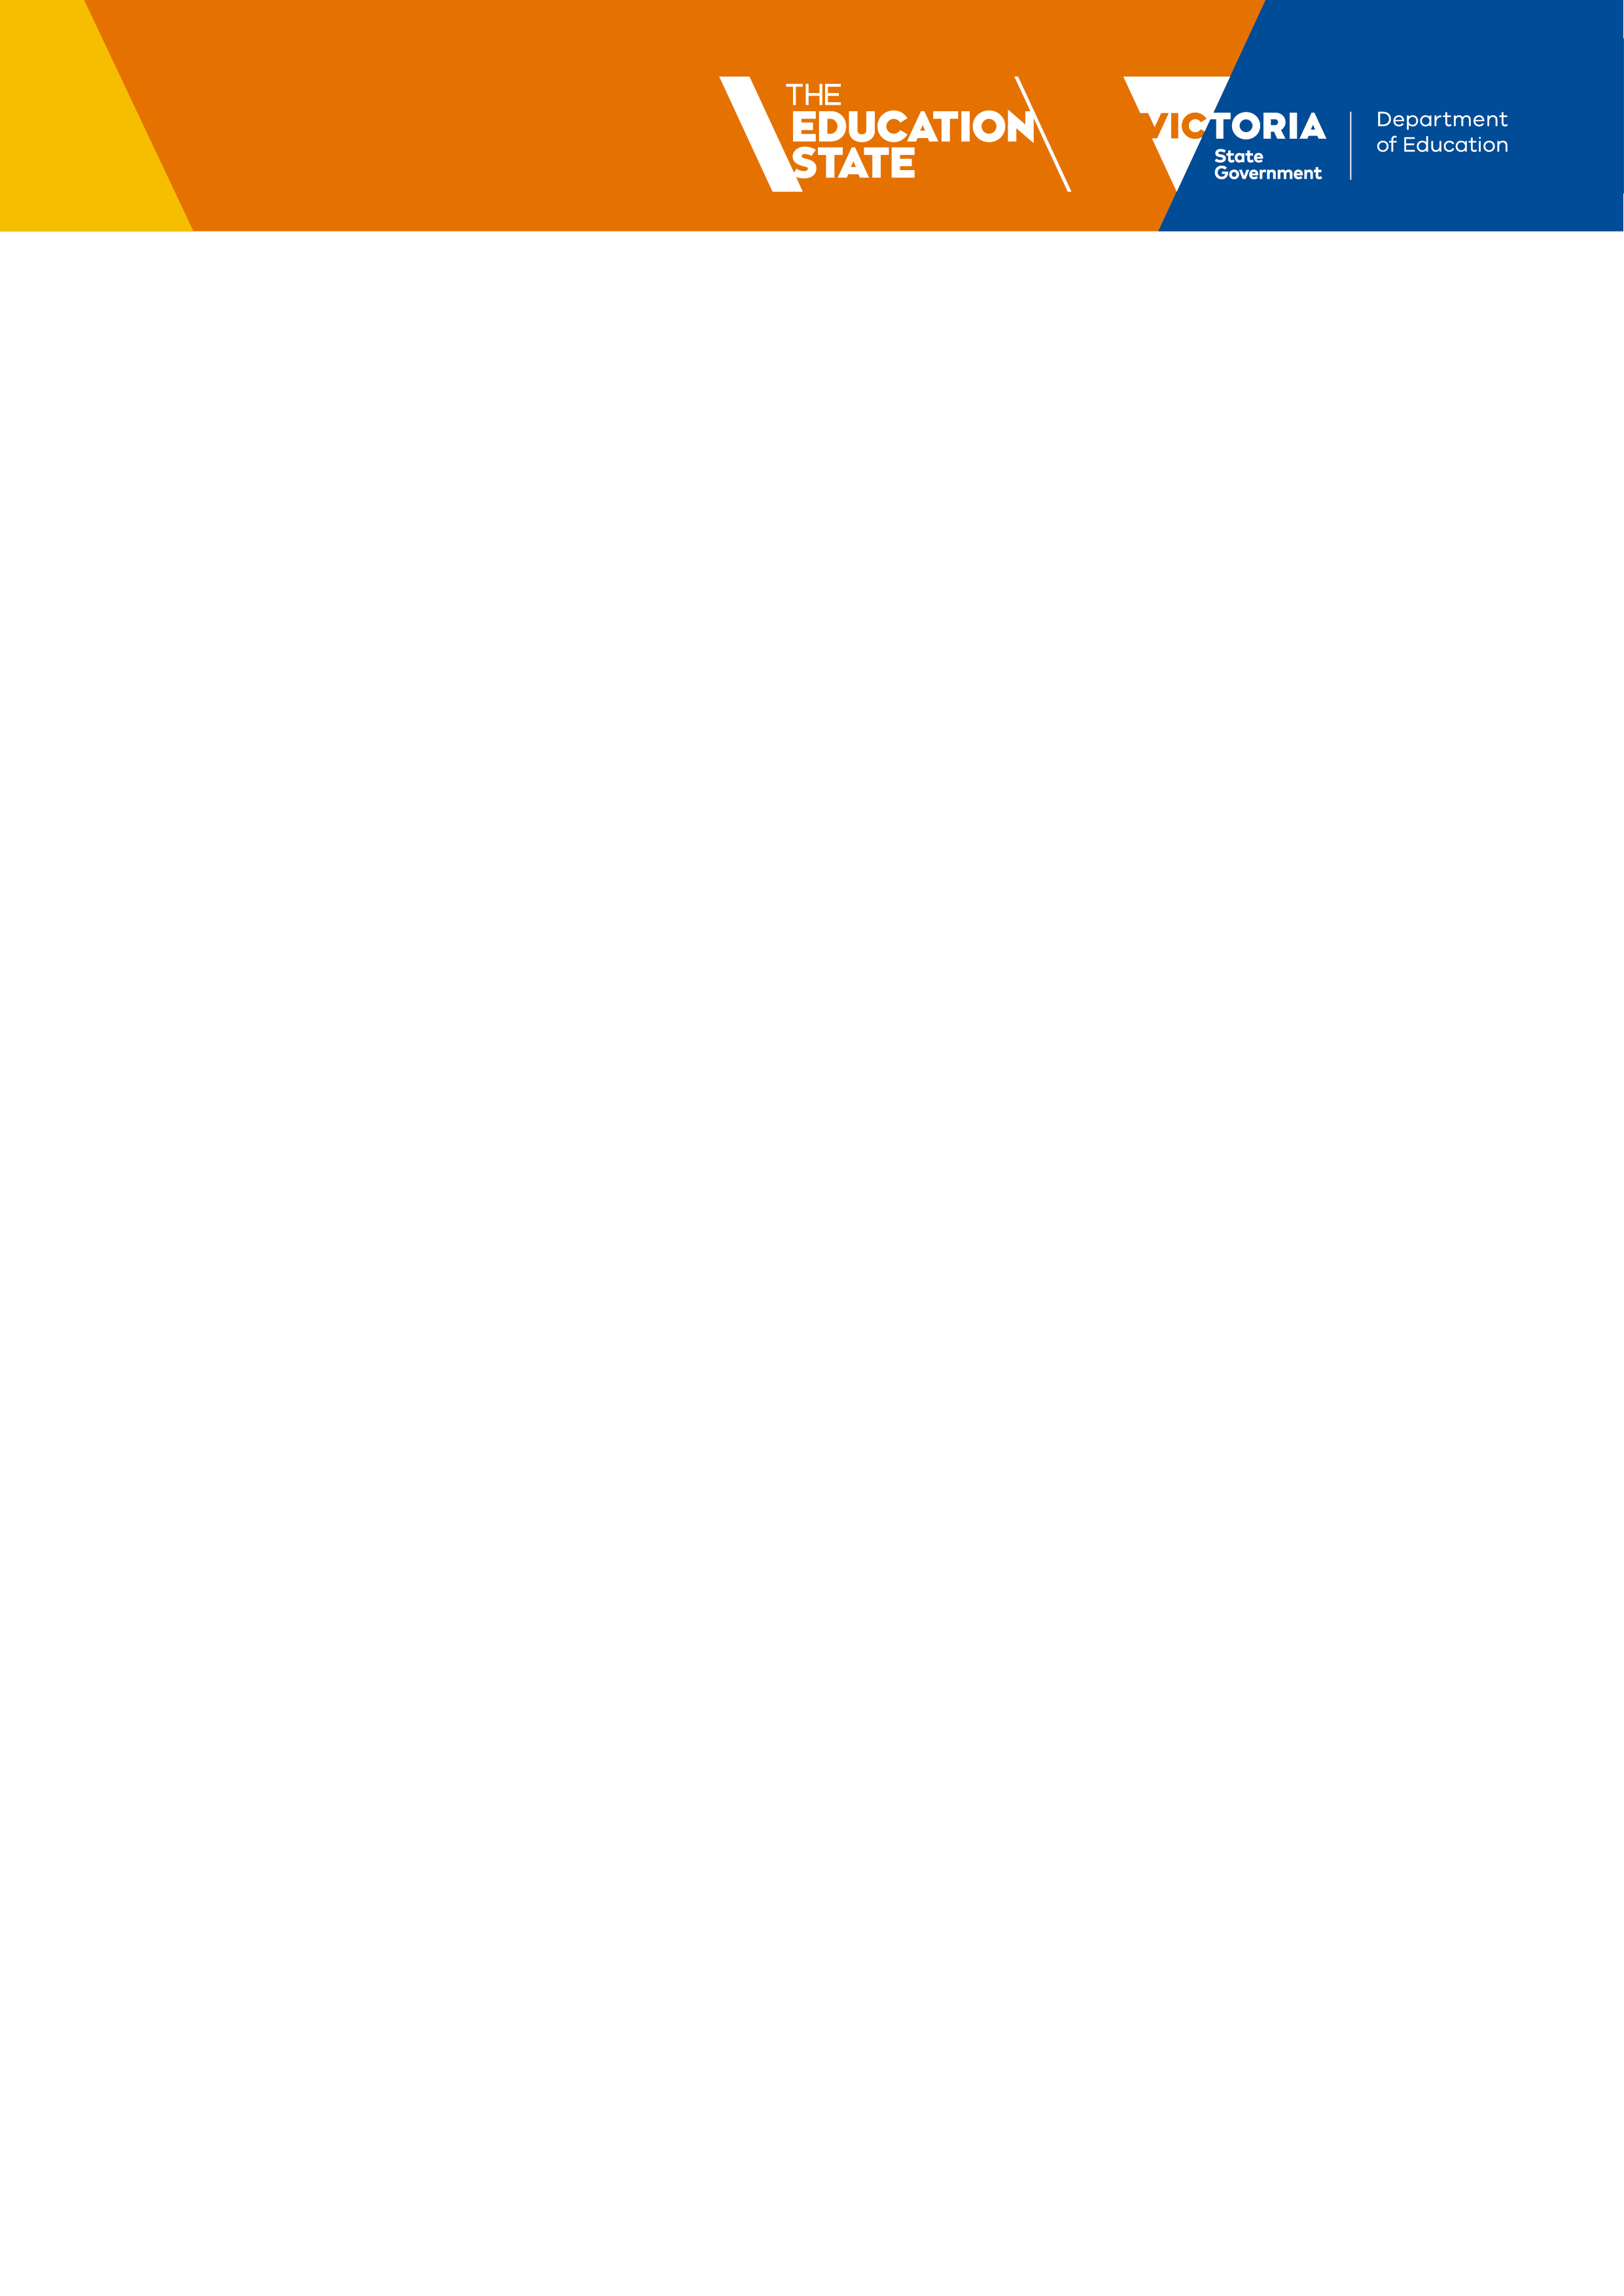 THE
EDUCATION
STATE
VICTORIA
State
Government
Department
of Education